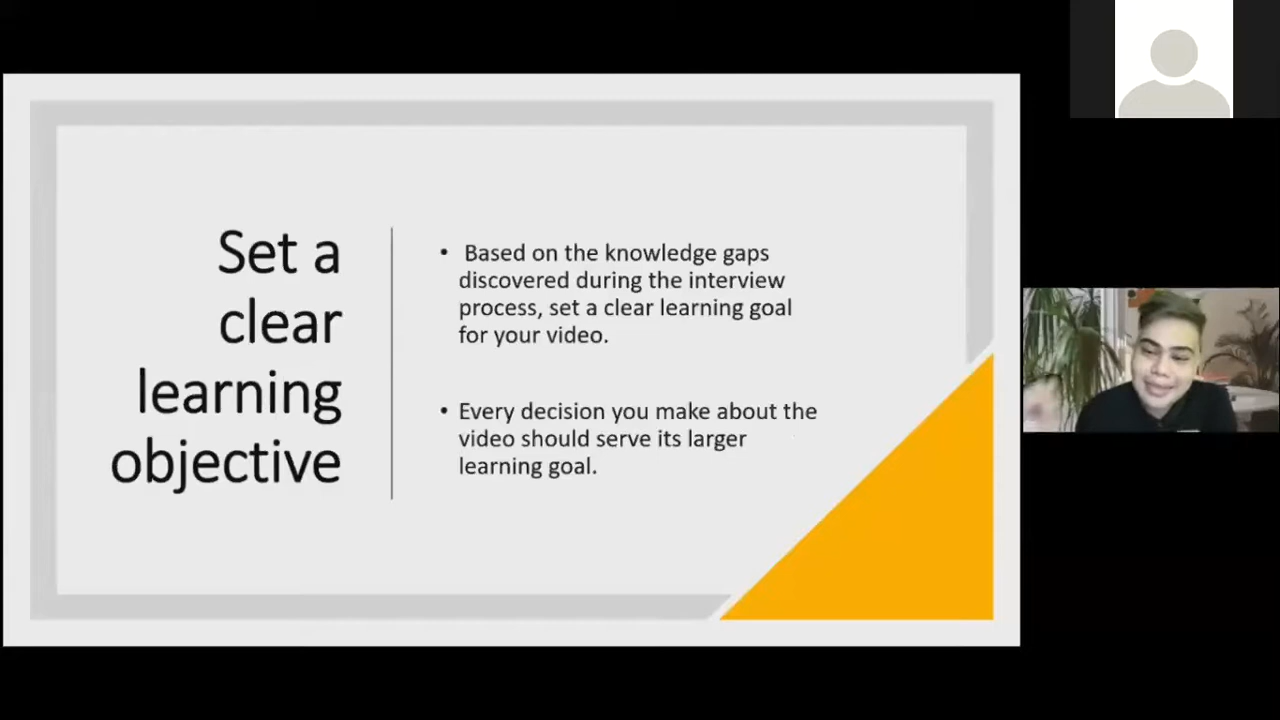 Set a
clear
learning
objective
• Based on the knowledge gaps
discovered during the interview
process, set a clear learning goal
for your video.
• Every decision you make about the
video should serve its larger
learning goal.